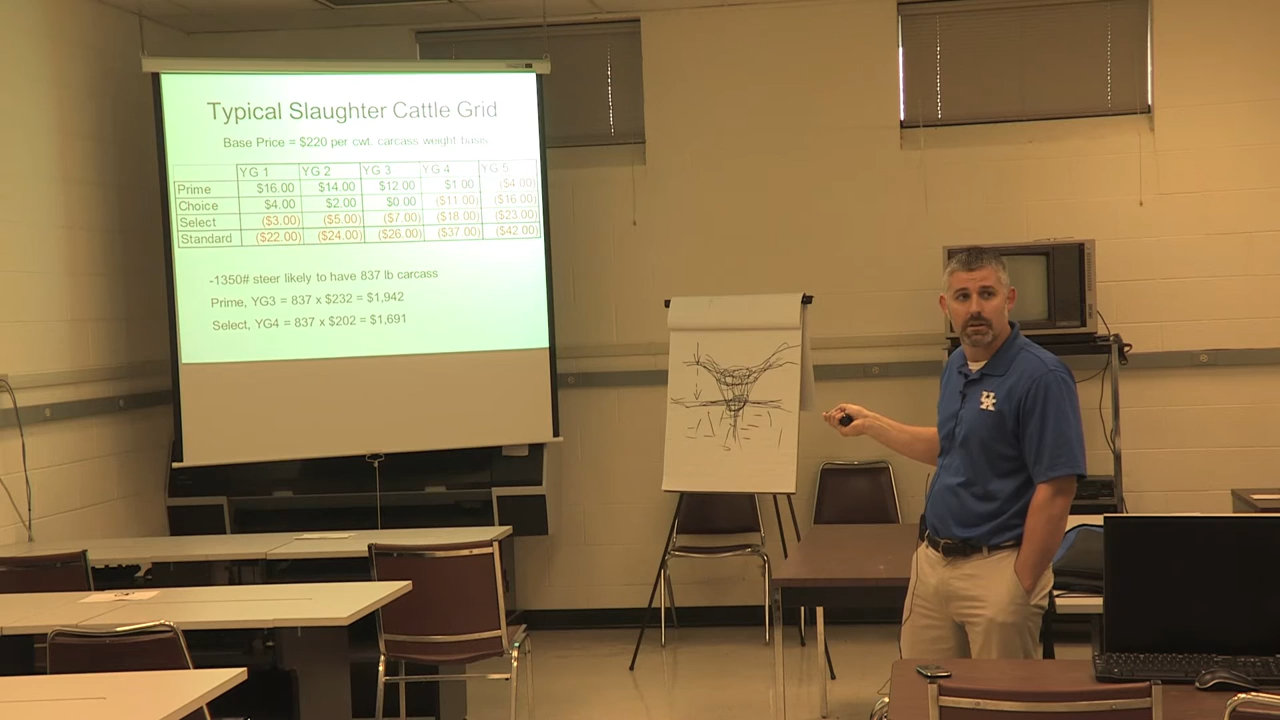 Typical Slaughter Cattle Grid
Base Price = $220 per cwt. carcass weight basis
YG 1 YG 2 YG 3 YG 4 YG 5
Prime $16.00 $14.00 $12.00 $1.00 ($4.00)
Choice $4.00 $2.00 $0.00 ($11.00) ($16.00)
Select ($3.00) ($5.00) ($7.00) ($18.00) ($23.00)
Standard ($22.00) ($24.00) ($26.00) ($37.00) ($42.00)
-1350# steer likely to have 837 lb carcass
Prime, YG3 = 837 x $232 = $1,942
Select, YG4 = 837 x $202 = $1,691
UK